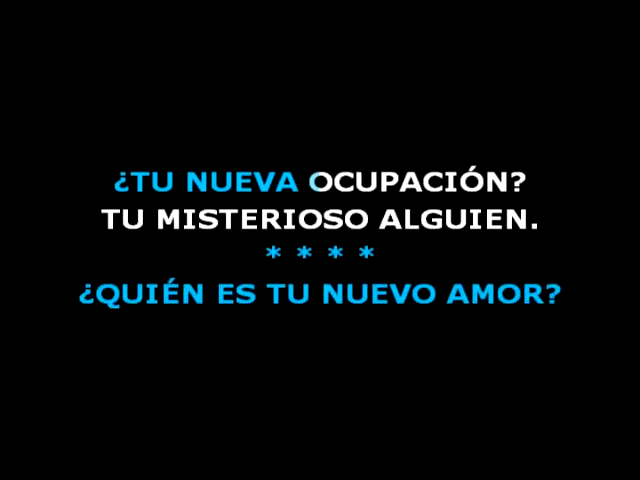 ¿TU NUEVA OCUPACIÓN?
TU MISTERIOSO ALGUIEN.
* * * *
¿QUIÉN ES TU NUEVO AMOR?